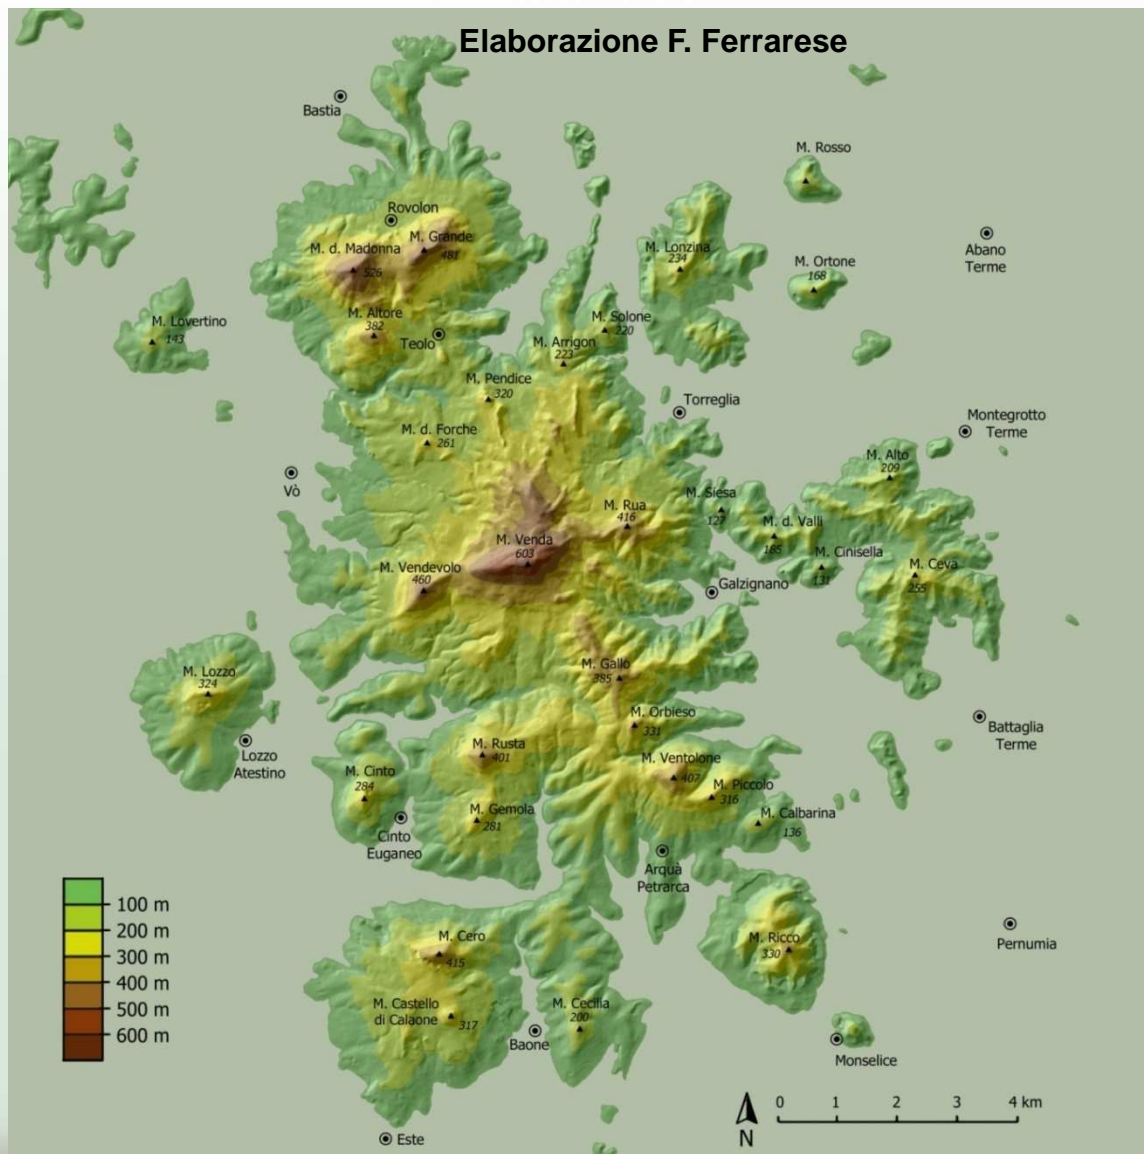 Elaborazione F. Ferrarese
Bastia
M. Rosso
Rovolon
M. Grande
481
M. d. Madonna
526
M. Lonzina
234
Abano
Terme
M. Ortone
168
M. Altore
382
M. Lovertino
143
M. Solone
220
Teolo
M. Arrigon
223
M. Pendice
320
Torreglia
Montegrotto
Terme
M. d. Forche
261
M. Alto
209
Vò
M. Siesa
127
M. Rua
416
M. d. Valli
185
M. Venda
603
M. Cinisella
131
M. Ceva
255
M. Vendevolo
460
Galzignano
M. Lozzo
324
M. Gallo
385
M. Orbieso
331
Battaglia
Terme
Lozzo
Atestino
M. Rusta
401
M. Ventolone
407
M. Cinto
284
M. Piccolo
316
M. Gemola
281
M. Calbarina
136
Cinto
Euganeo
Arquà
Petrarca
100 m
200 m
300 m
400 m
500 m
600 m
M. Cero
415
M. Ricco
330
Pernumia
M. Castello
di Calaone
317
M. Cecilia
200
Baone
Monselice
Este
N
0 1 2 3 4 km